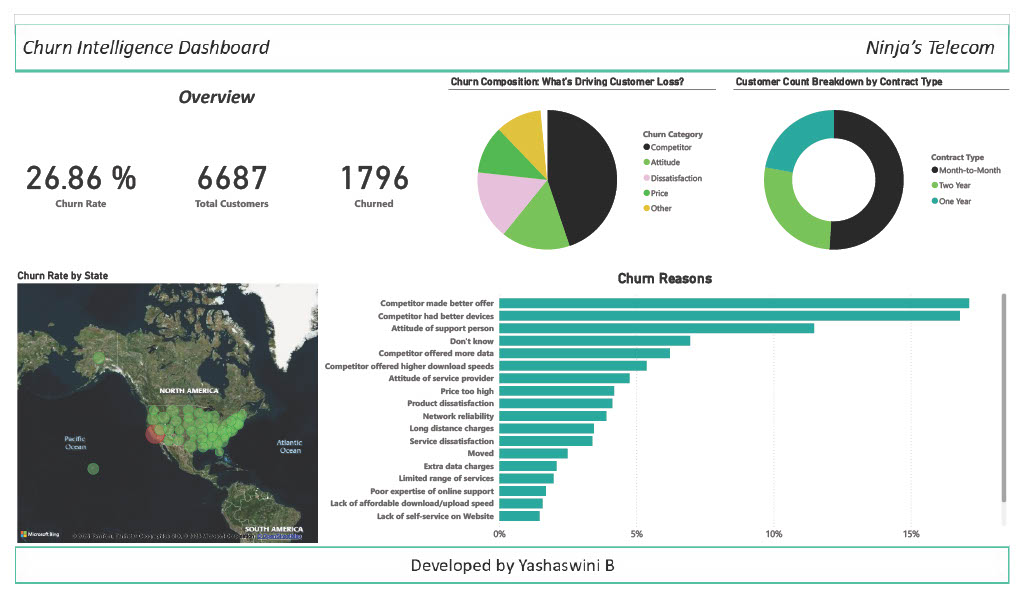 Churn Intelligence Dashboard
Ninja's Telecom
Overview
26.86 %
Churn Rate
6687
Total Customers
1796
Churned
Churn Composition: What's Driving Customer Loss?
Churn Category
Competitor
Attitude
Dissatisfaction
Price
Other
Customer Count Breakdown by Contract Type
Contract Type
Month-to-Month
Two Year
One Year
Churn Rate by State
NORTH AMERICA
Pacific
Ocean
Atlantic
Ocean
SOUTH AMERICA
Microsoft Bing
Churn Reasons
Competitor made better offer
Competitor had better devices
Attitude of support person
Don't know
Competitor offered more data
Competitor offered higher download speeds
Attitude of service provider
Price too high
Product dissatisfaction
Network reliability
Long distance charges
Service dissatisfaction
Moved
Extra data charges
Limited range of services
Poor expertise of online support
Lack of affordable download/upload speed
Lack of self-service on Website
0%
5%
10%
15%
Developed by Yashaswini B